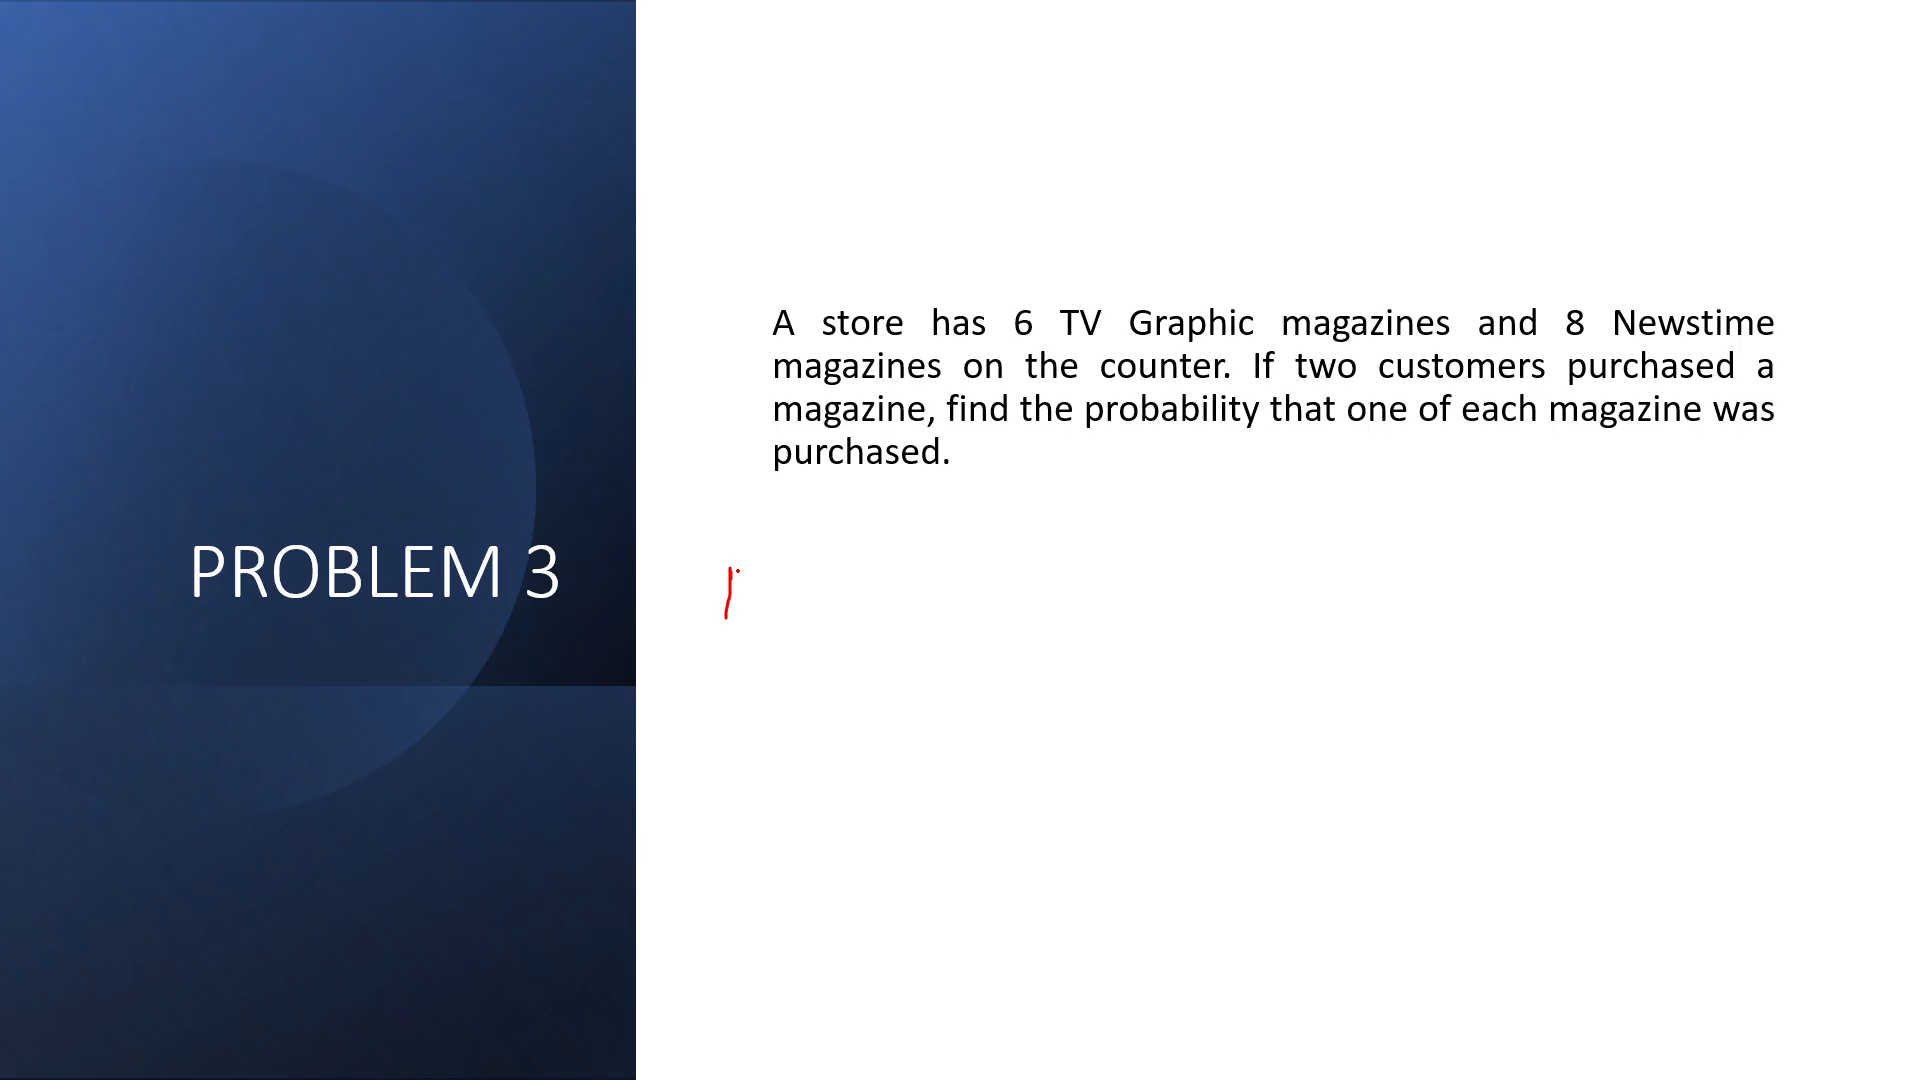 PROBLEM 3
A store has 6 TV Graphic magazines and 8 Newstime
magazines on the counter. If two customers purchased a
magazine, find the probability that one of each magazine was
purchased.